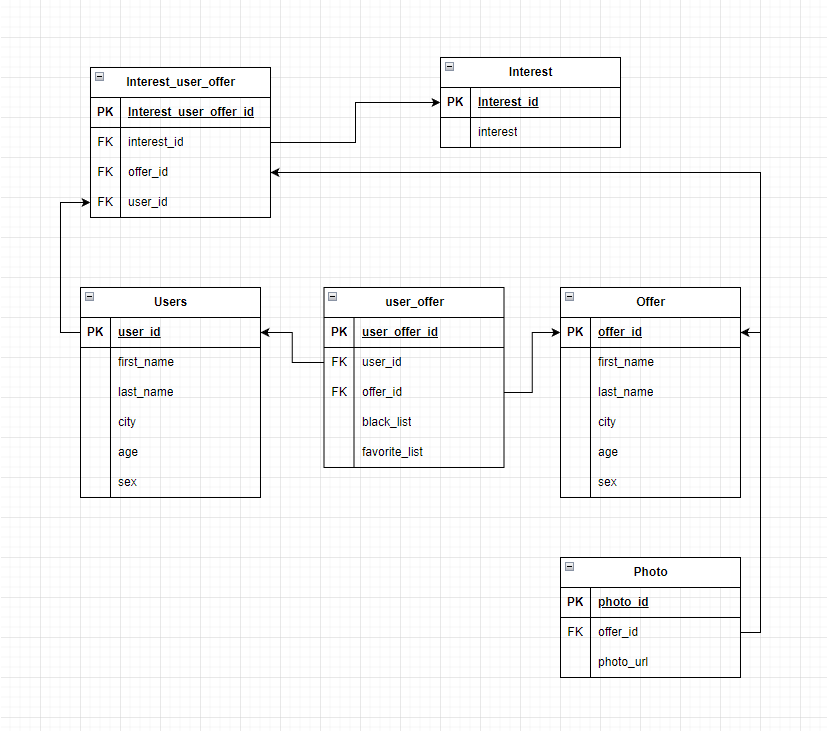 Interest_user_offer
PK Interest_user_offer_id
FK interest_id
FK offer_id
FK user_id
Interest
PK Interest_id
interest
Users
PK user_id
first_name
last_name
city
age
sex
user_offer
PK user_offer_id
FK user_id
FK offer_id
black_list
favorite_list
Offer
PK offer_id
first_name
last_name
city
age
sex
Photo
PK photo_id
FK offer_id
photo_url